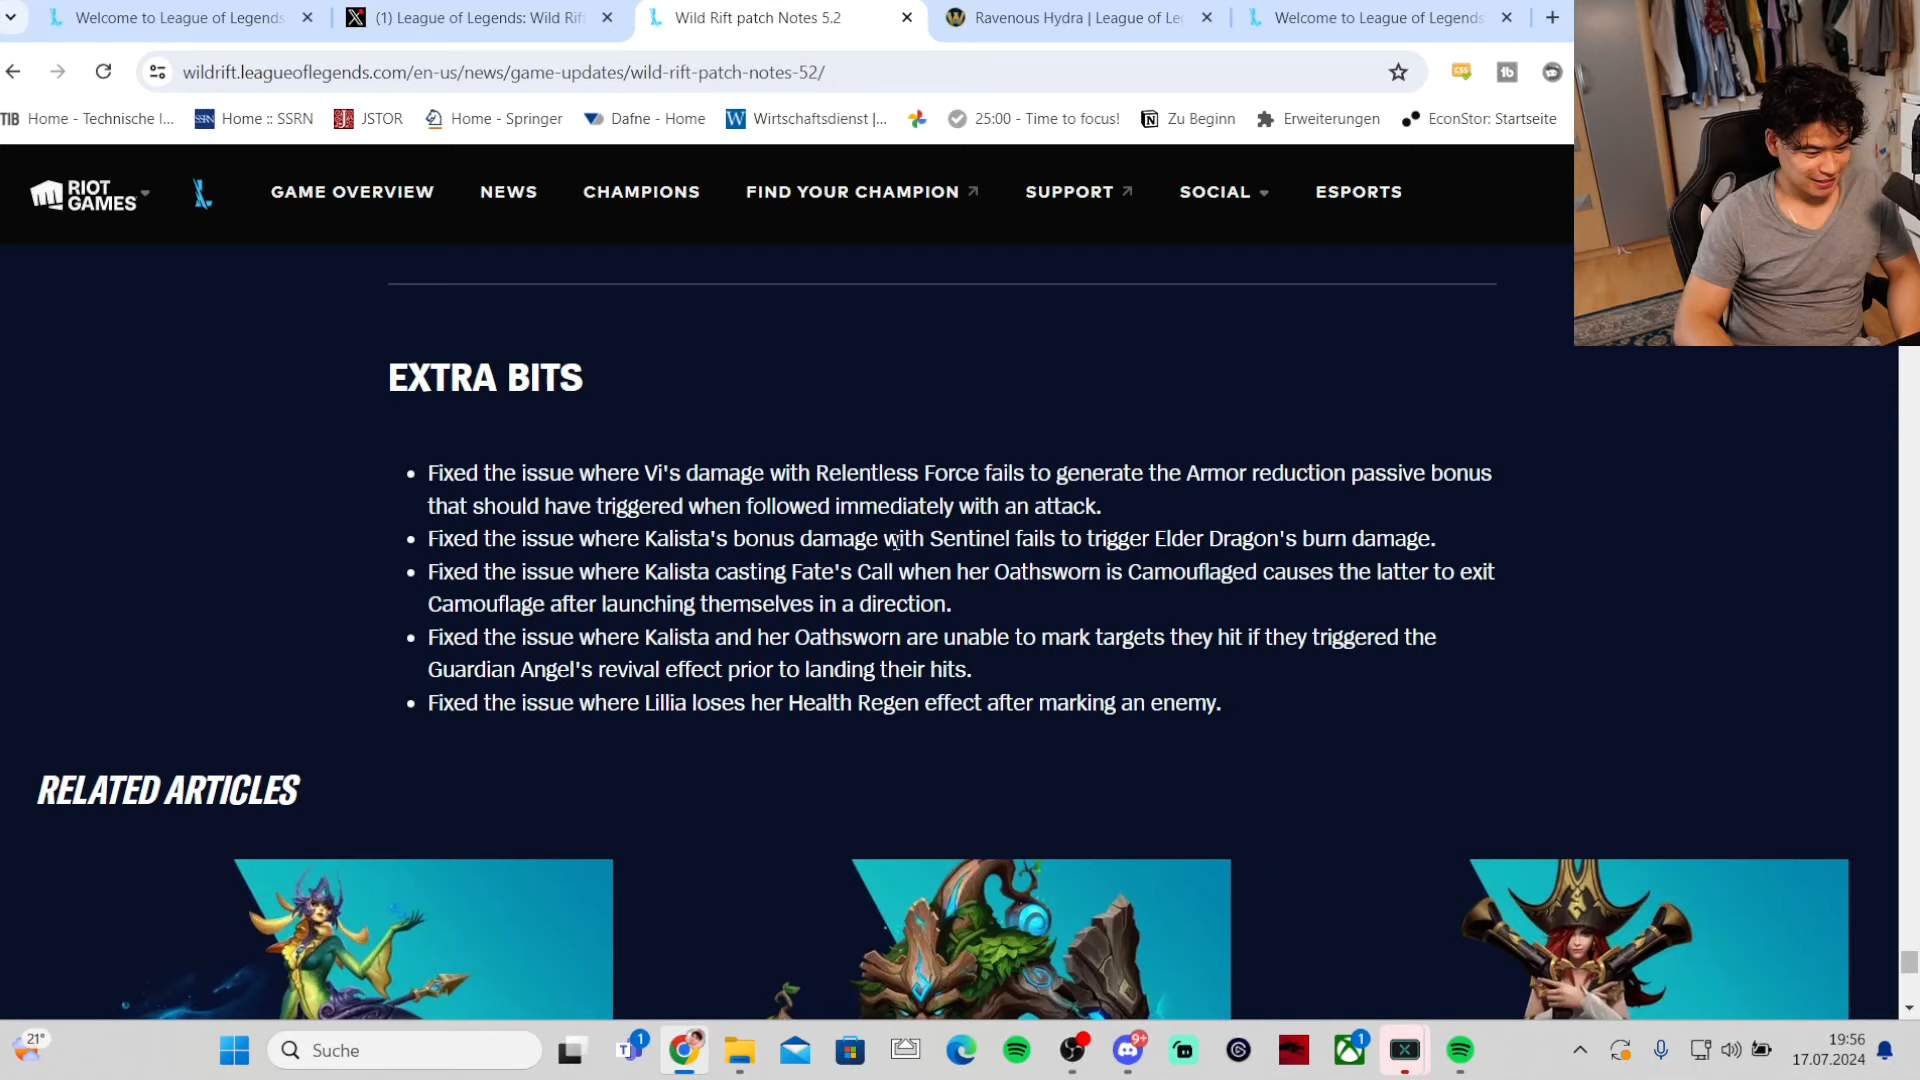 Welcome to League of Legends
(1) League of Legends: Wild Rif
Wild Rift patch Notes 5.2
Ravenous Hydra | League of Le
Welcome to League of Legends
wildrift.leagueoflegends.com/en-us/news/game-updates/wild-rift-patch-notes-52/
TIB Home - Technische I...
SSRN Home :: SSRN
JSTOR
Home - Springer
Dafne - Home
W Wirtschaftsdienst |...
25:00 - Time to focus!
Zu Beginn
Erweiterungen
EconStor: Startseite
RIOT
GAMES
GAME OVERVIEW
NEWS
CHAMPIONS
FIND YOUR CHAMPION
SUPPORT
SOCIAL
ESPORTS
EXTRA BITS
Fixed the issue where Vi's damage with Relentless Force fails to generate the Armor reduction passive bonus
that should have triggered when followed immediately with an attack.
Fixed the issue where Kalista's bonus damage with Sentinel fails to trigger Elder Dragon's burn damage.
Fixed the issue where Kalista casting Fate's Call when her Oathsworn is Camouflaged causes the latter to exit
Camouflage after launching themselves in a direction.
Fixed the issue where Kalista and her Oathsworn are unable to mark targets they hit if they triggered the
Guardian Angel's revival effect prior to landing their hits.
Fixed the issue where Lillia loses her Health Regen effect after marking an enemy.
RELATED ARTICLES
21°
Suche
1
9+
1
19:56
17.07.2024